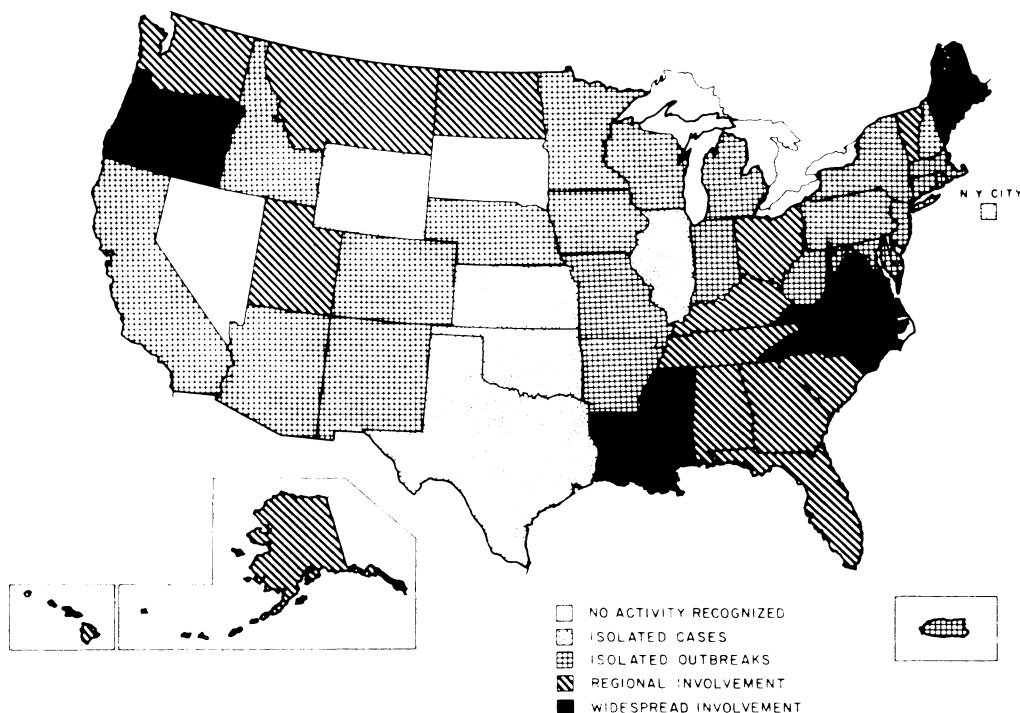 N Y CITY
NO ACTIVITY RECOGNIZED
ISOLATED CASES
ISOLATED OUTBREAKS
REGIONAL INVOLVEMENT
WIDESPREAD INVOLVEMENT